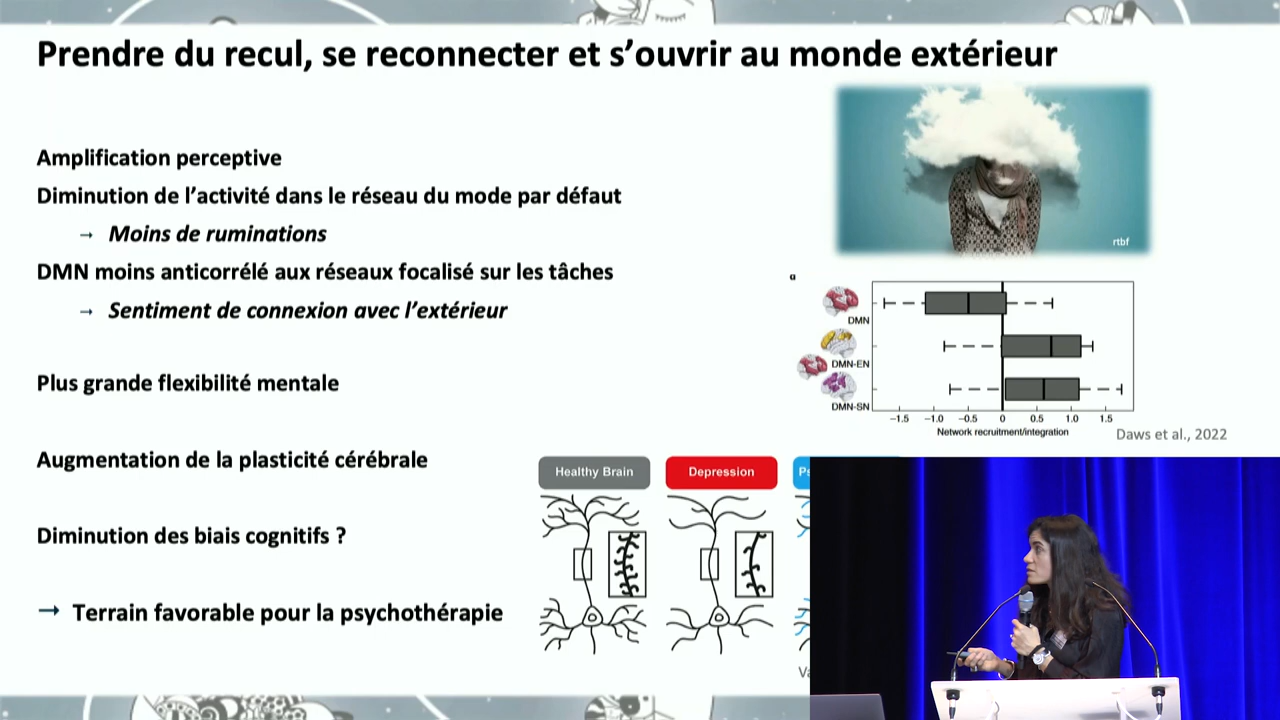 Prendre du recul, se reconnecter et s’ouvrir au monde extérieur
Amplification perceptive
Diminution de l’activité dans le réseau du mode par défaut
→ Moins de ruminations
DMN moins anticorrélé aux réseaux focalisé sur les tâches
→ Sentiment de connexion avec l’extérieur
Plus grande flexibilité mentale
Augmentation de la plasticité cérébrale
Diminution des biais cognitifs ?
→ Terrain favorable pour la psychothérapie
rtbf
a
DMN
DMN-EN
DMN-SN
−1.5 −1.0 −0.5 0 0.5 1.0 1.5
Network recruitment/integration
Daws et al., 2022
Healthy Brain Depression Ps
Va